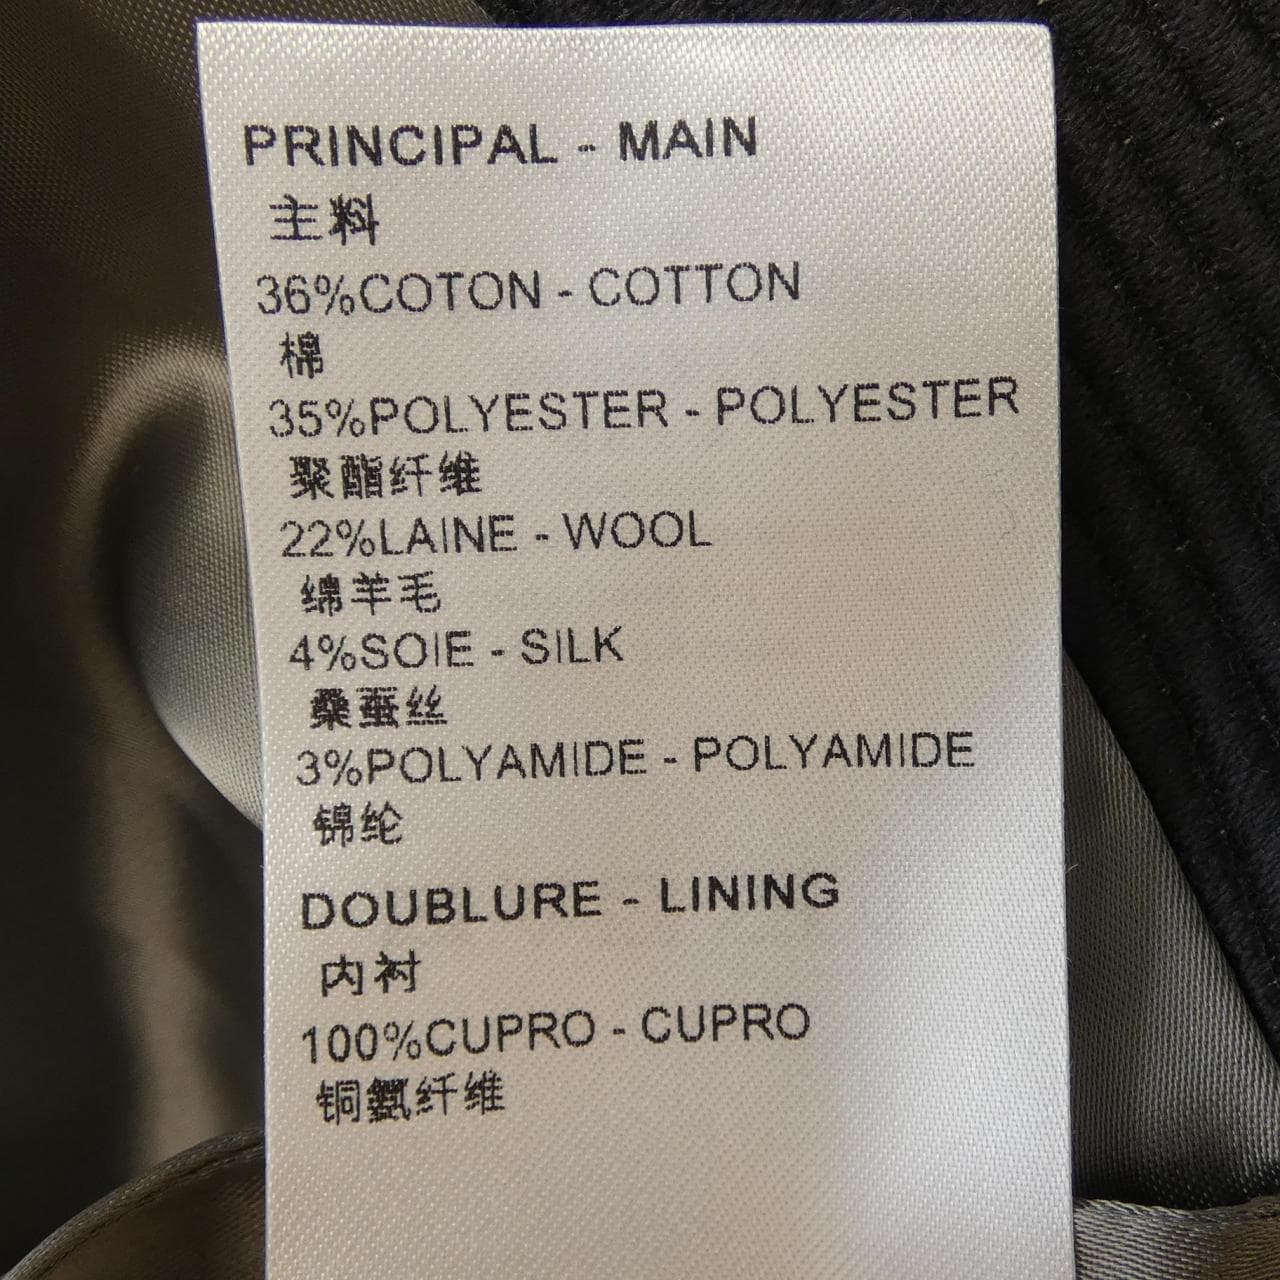 PRINCIPAL - MAIN
主料
36%COTON - COTTON
棉
35%POLYESTER - POLYESTER
聚酯纤维
22%LAINE - WOOL
绵羊毛
4%SOIE - SILK
桑蚕丝
3%POLYAMIDE - POLYAMIDE
锦纶
DOUBLURE - LINING
内衬
100%CUPRO - CUPRO
铜氨纤维